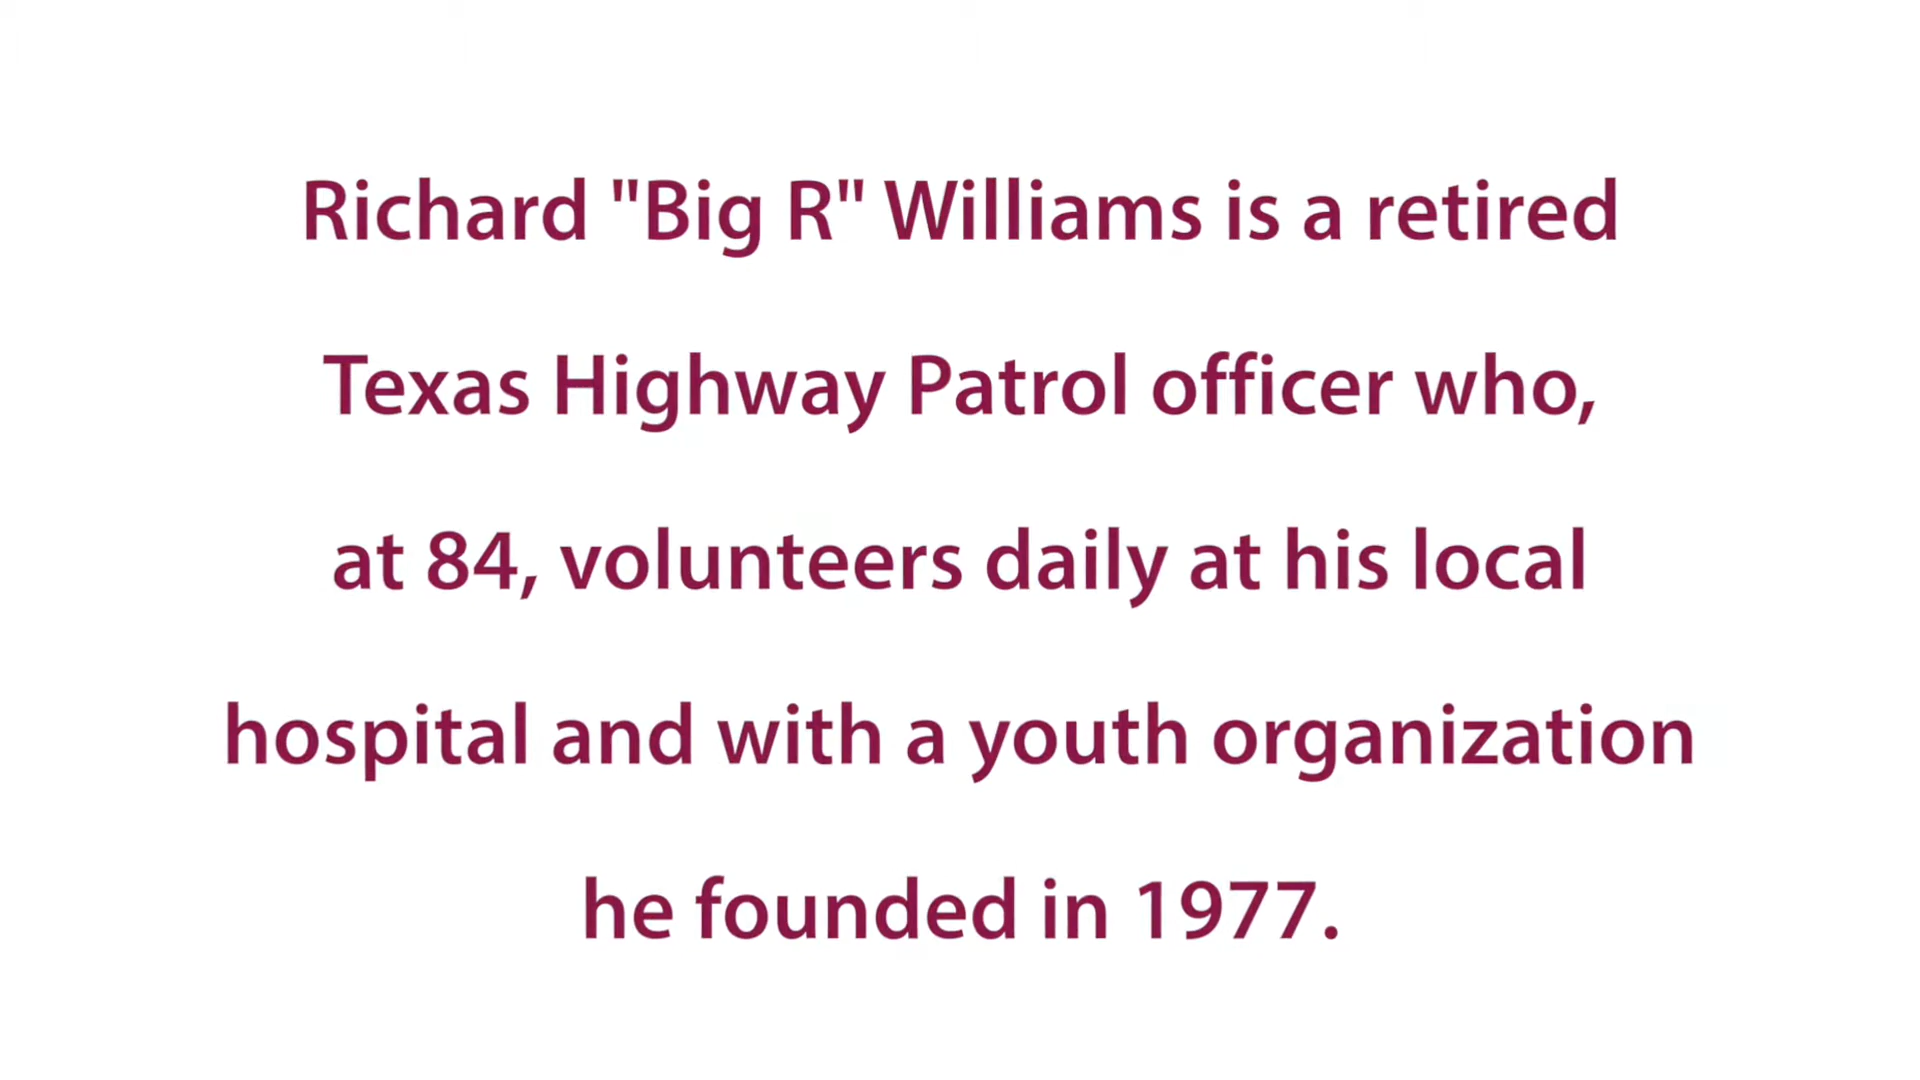 Richard "Big R" Williams is a retired
Texas Highway Patrol officer who,
at 84, volunteers daily at his local
hospital and with a youth organization
he founded in 1977.